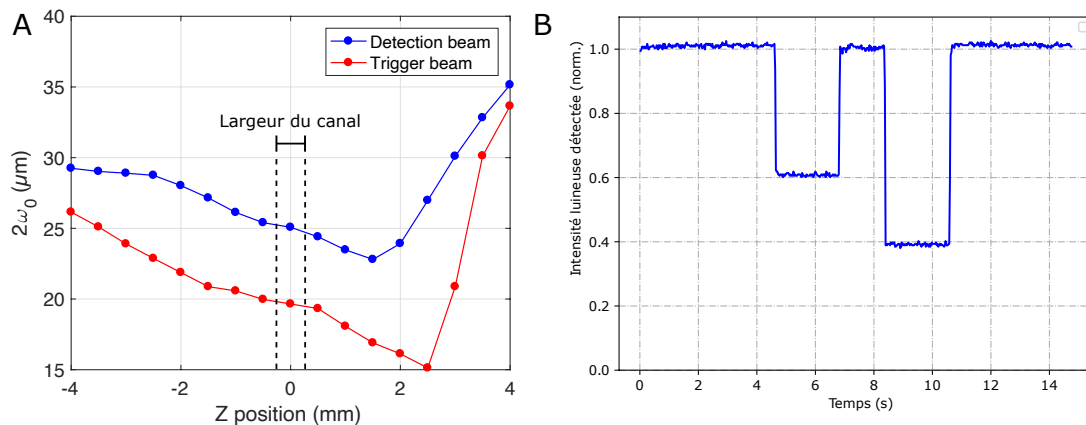 A
40
35
30
25
20
15
2ω0 (µm)
Detection beam
Trigger beam
Largeur du canal
-4
-2
0
2
4
Z position (mm)
B
1.0
0.8
0.6
0.4
0.2
0.0
Intensité luineuse détectée (norm.)
0
2
4
6
8
10
12
14
Temps (s)